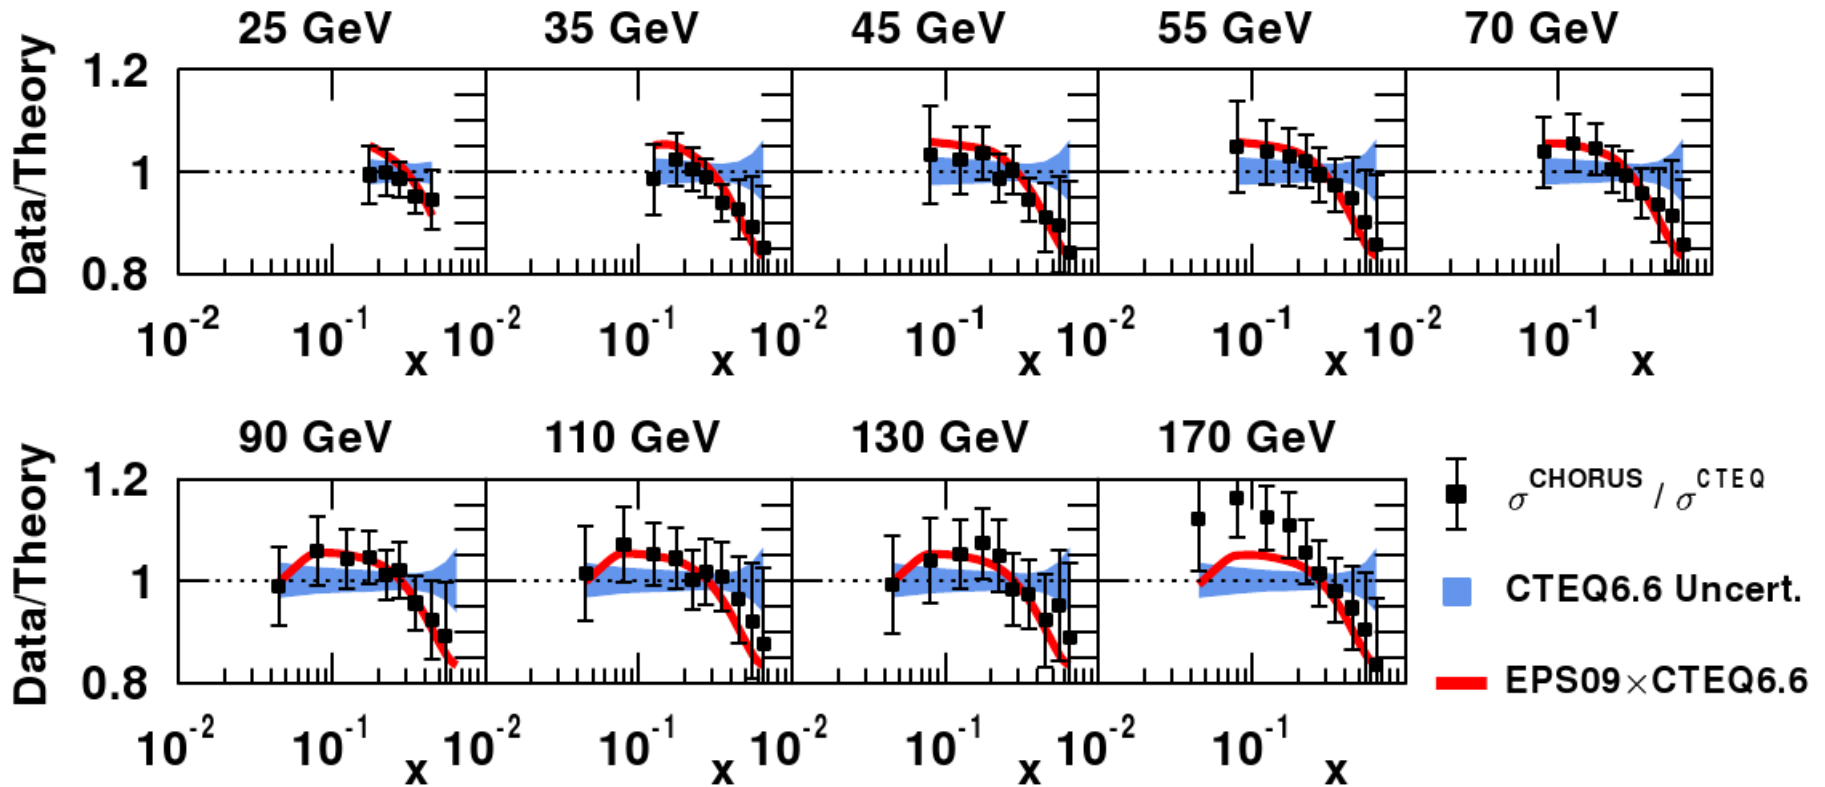 25 GeV 35 GeV 45 GeV 55 GeV 70 GeV
Data/Theory
1.2
1
0.8
10⁻² 10⁻¹ 10⁻² 10⁻¹ 10⁻² 10⁻¹ 10⁻² 10⁻¹ 10⁻² 10⁻¹
x x x x x
90 GeV 110 GeV 130 GeV 170 GeV
Data/Theory
1.2
1
0.8
10⁻² 10⁻¹ 10⁻² 10⁻¹ 10⁻² 10⁻¹ 10⁻² 10⁻¹
x x x x
σ^CHORUS / σ^CTEQ
CTEQ6.6 Uncert.
EPS09×CTEQ6.6